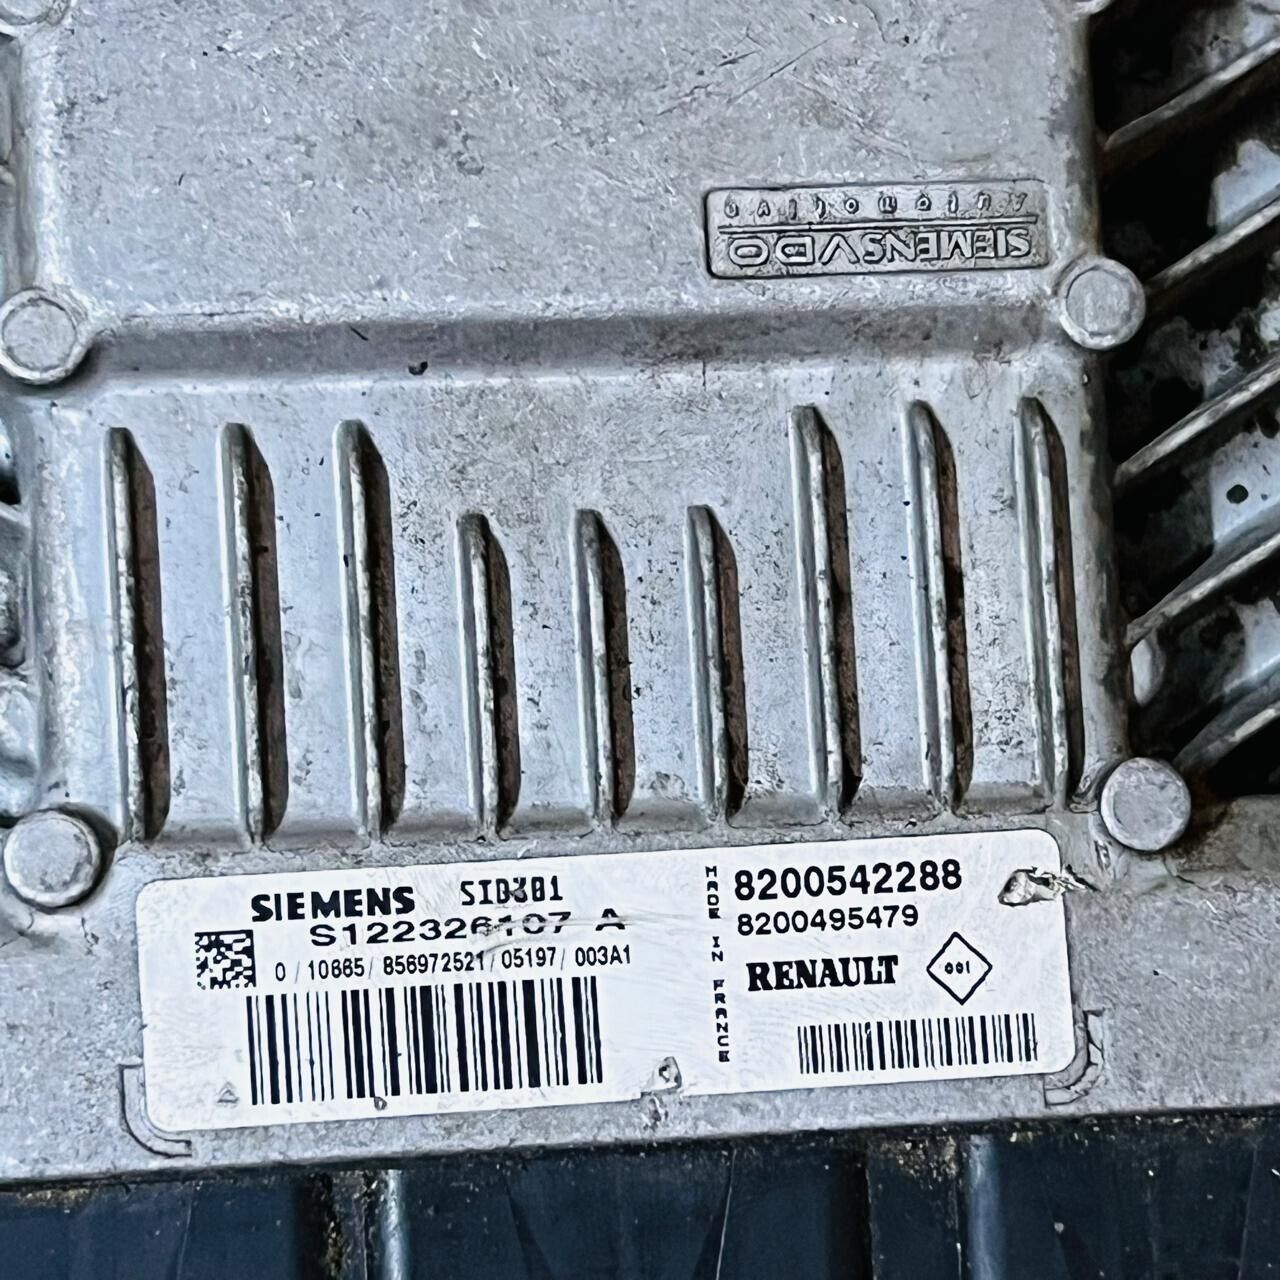 AUTOMOTIVE
SIEMENS VDO
SIEMENS SID301
S122326107 A
0 / 10665 / 856972521 / 05197 / 003A1
MADE IN FRANCE
8200542288
8200495479
RENAULT 001